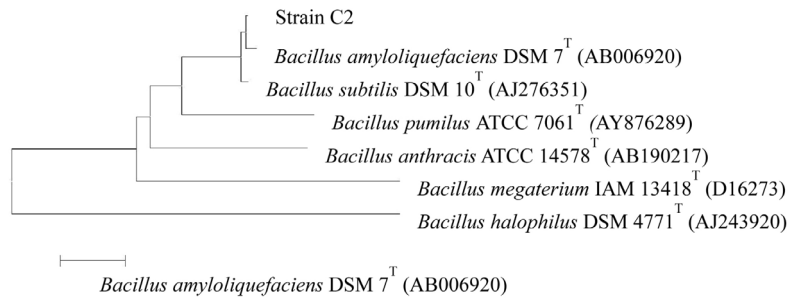 Strain C2
Bacillus amyloliquefaciens DSM 7T (AB006920)
Bacillus subtilis DSM 10T (AJ276351)
Bacillus pumilus ATCC 7061T (AY876289)
Bacillus anthracis ATCC 14578T (AB190217)
Bacillus megaterium IAM 13418T (D16273)
Bacillus halophilus DSM 4771T (AJ243920)
Bacillus amyloliquefaciens DSM 7T (AB006920)